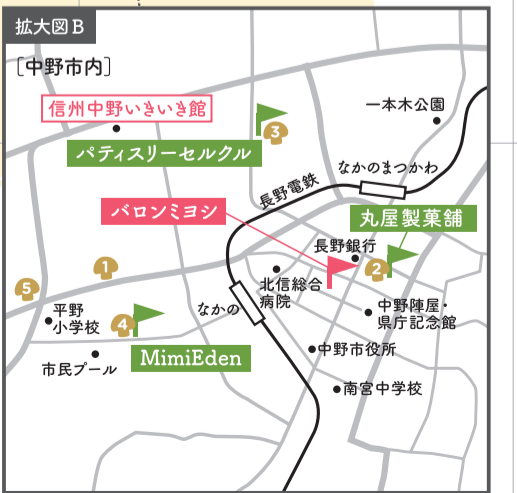 拡大図B
[中野市内]
信州中野いきいき館
3
パティスリーセルクル
一本木公園
なかのまつかわ
長野電鉄
バロンミヨシ
丸屋製菓舗
長野銀行
2
北信総合
病院
中野陣屋・
県庁記念館
1
5
なかの
平野
小学校
4
市民プール
MimiEden
中野市役所
南宮中学校